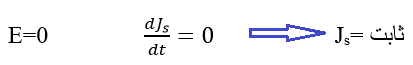 E=0 dJₛ/dt = 0 Jₛ= ثابت